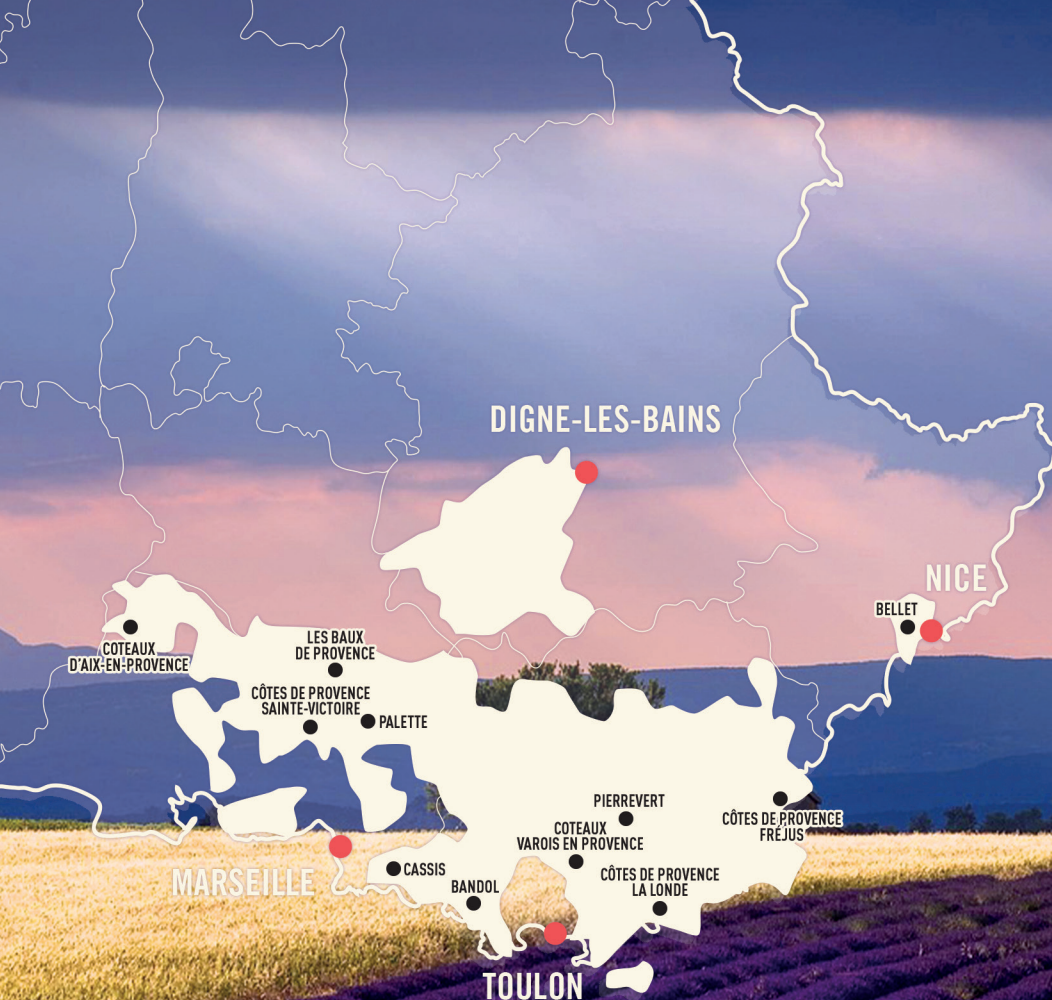 DIGNE-LES-BAINS
NICE
BELLET
COTEAUX
D'AIX-EN-PROVENCE
LES BAUX
DE PROVENCE
CÔTES DE PROVENCE
SAINTE-VICTOIRE
PALETTE
PIERREVERT
CÔTES DE PROVENCE
FRÉJUS
COTEAUX
VAROIS EN PROVENCE
CASSIS
CÔTES DE PROVENCE
LA LONDE
MARSEILLE
BANDOL
TOULON